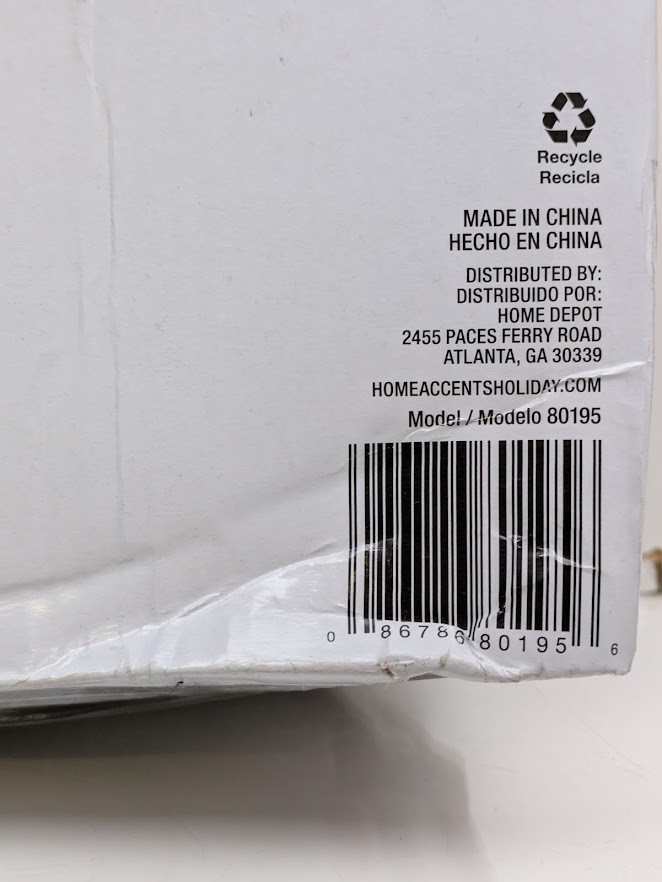 Recycle
Recicla
MADE IN CHINA
HECHO EN CHINA
DISTRIBUTED BY:
DISTRIBUIDO POR:
HOME DEPOT
2455 PACES FERRY ROAD
ATLANTA, GA 30339
HOMEACCENTSHOLIDAY.COM
Model / Modelo 80195
0 86786 80195 6